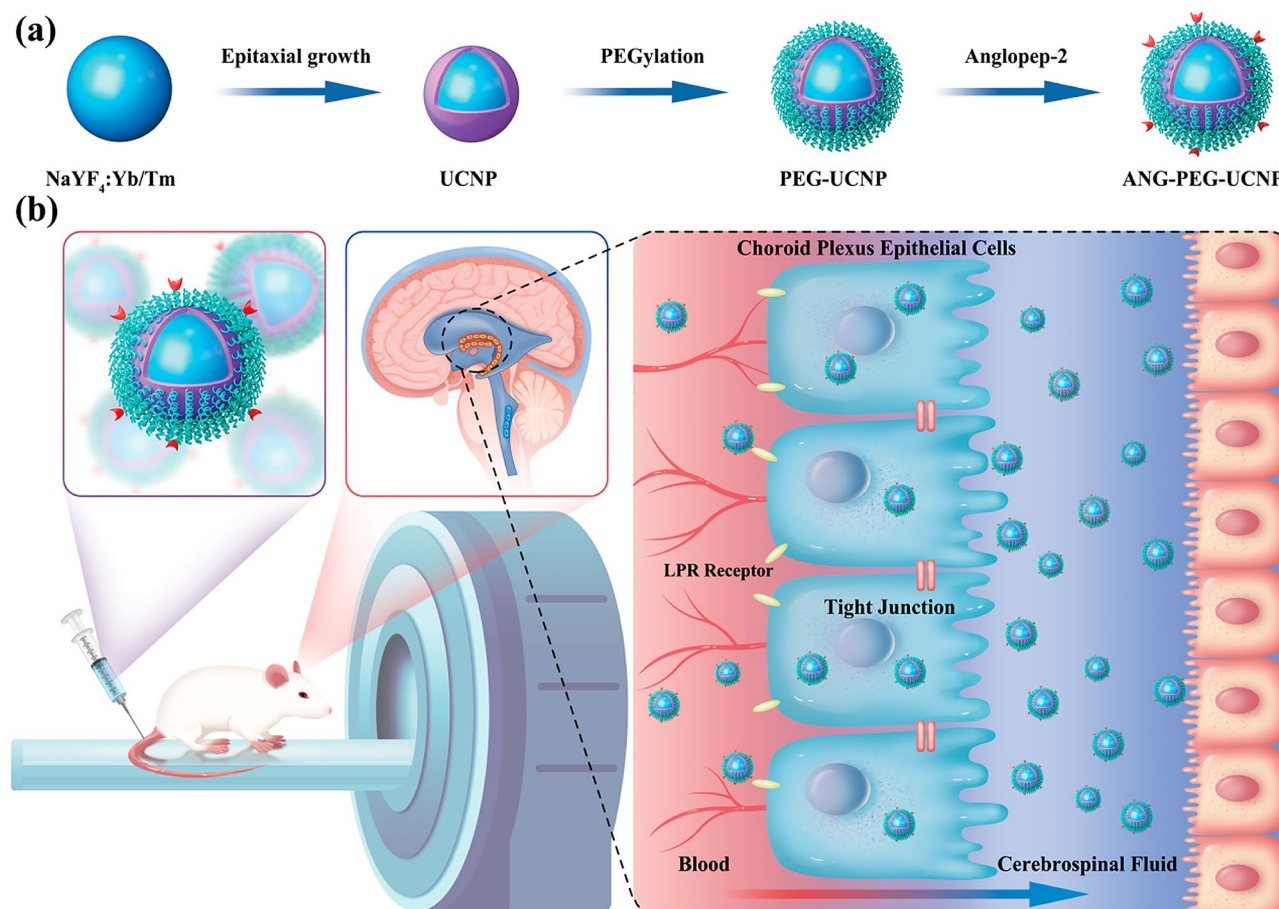 (a)
Epitaxial growth
PEGylation
Anglopep-2
NaYF₄:Yb/Tm
UCNP
PEG-UCNP
ANG-PEG-UCNP
(b)
Choroid Plexus Epithelial Cells
LPR Receptor
Tight Junction
Blood
Cerebrospinal Fluid